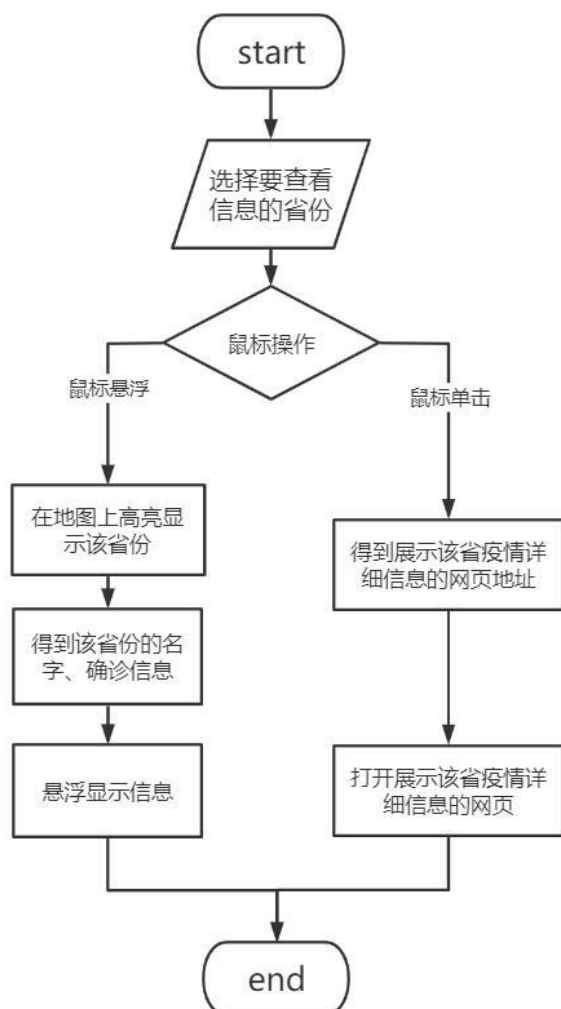 start
选择要查看
信息的省份
鼠标操作
鼠标悬浮
鼠标单击
在地图上高亮显
示该省份
得到该省份的名
字、确诊信息
悬浮显示信息
得到展示该省疫情详
细信息的网页地址
打开展示该省疫情详
细信息的网页
end